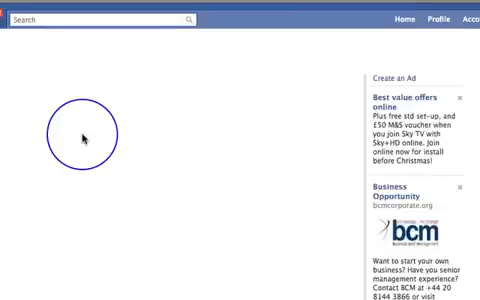 Search
Home Profile Acco
Create an Ad
Best value offers
online
Plus free std set-up, and
£50 M&S voucher when
you join Sky TV with
Sky+HD online. Join
online now for install
before Christmas!
Business
Opportunity
bcmcorporate.org
bcm
Want to start your own
business? Have you senior
management experience?
Contact BCM at +44 20
8144 3866 or visit